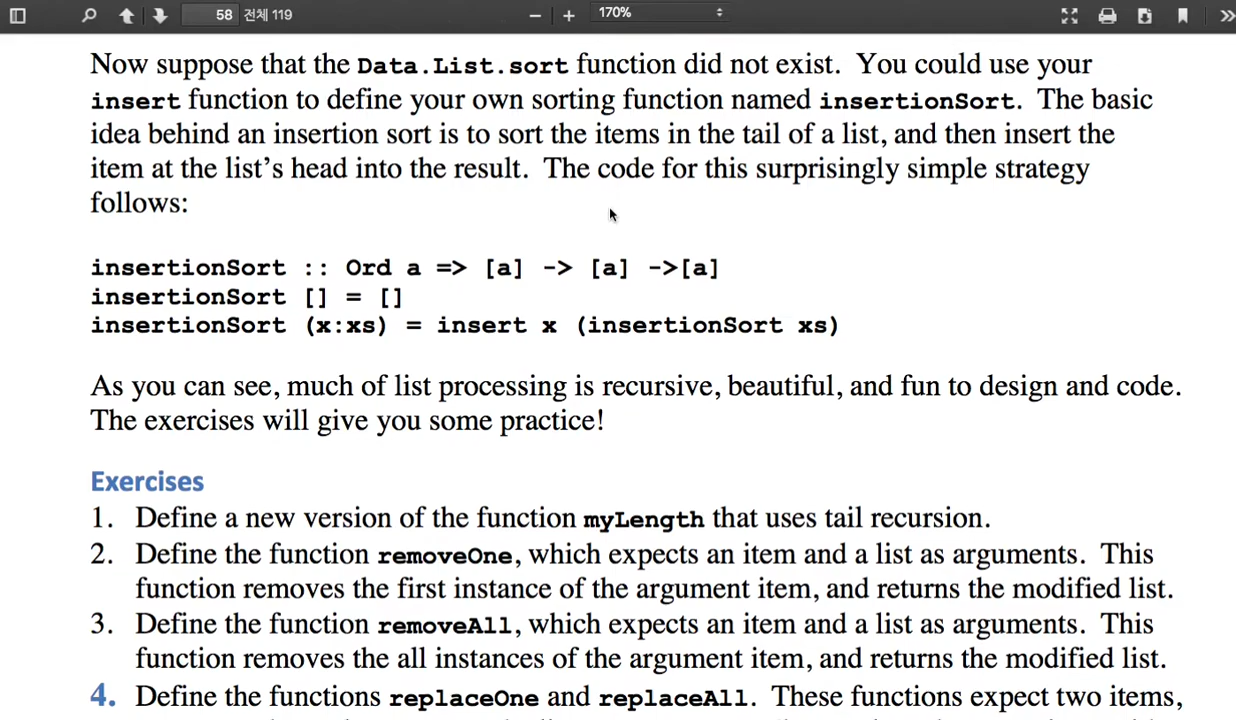 58 전체 119
170%
Now suppose that the Data.List.sort function did not exist. You could use your
insert function to define your own sorting function named insertionSort. The basic
idea behind an insertion sort is to sort the items in the tail of a list, and then insert the
item at the list's head into the result. The code for this surprisingly simple strategy
follows:
insertionSort :: Ord a => [a] -> [a] ->[a]
insertionSort [] = []
insertionSort (x:xs) = insert x (insertionSort xs)
As you can see, much of list processing is recursive, beautiful, and fun to design and code.
The exercises will give you some practice!
Exercises
1. Define a new version of the function myLength that uses tail recursion.
2. Define the function removeOne, which expects an item and a list as arguments. This
function removes the first instance of the argument item, and returns the modified list.
3. Define the function removeAll, which expects an item and a list as arguments. This
function removes the all instances of the argument item, and returns the modified list.
4. Define the functions replaceOne and replaceAll. These functions expect two items,